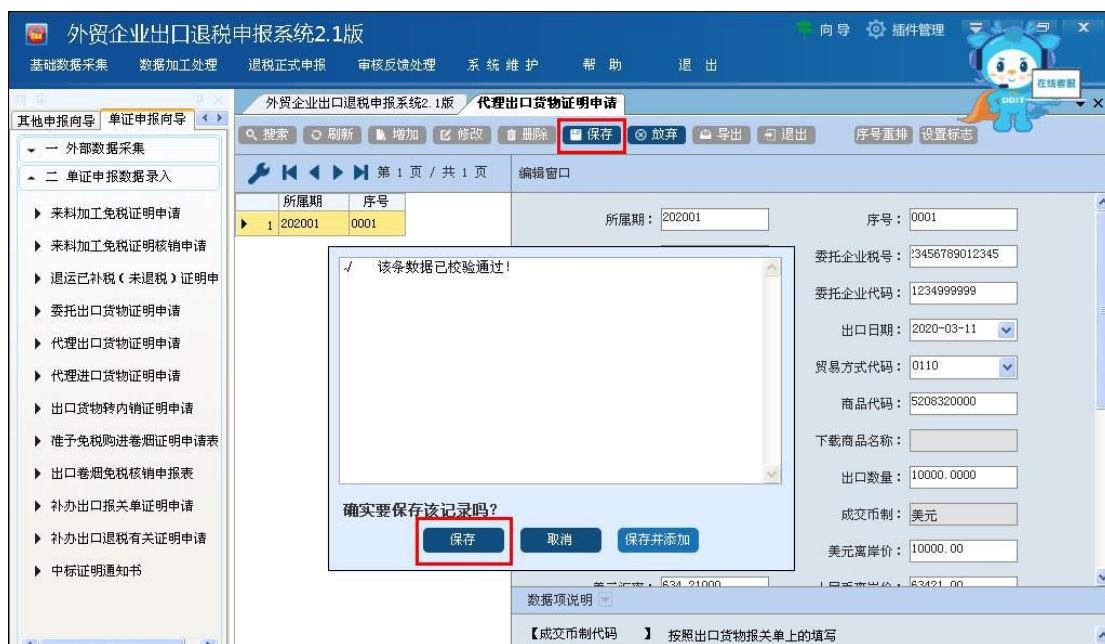 外贸企业出口退税申报系统2.1版
向导 插件管理
基础数据采集 数据加工处理 退税正式申报 审核反馈处理 系统维护 帮助 退出
在线客服
向导
外贸企业出口退税申报系统2.1版 代理出口货物证明申请
其他申报向导 单证申报向导
搜索 刷新 增加 修改 删除 保存 放弃 导出 退出 序号重排 设置标志
一 外部数据采集
二 单证申报数据录入
第 1 页 / 共 1 页
编辑窗口
来料加工免税证明申请
来料加工免税证明核销申请
退运已补税(未退税)证明申
委托出口货物证明申请
代理出口货物证明申请
代理进口货物证明申请
出口货物转内销证明申请
准予免税购进卷烟证明申请表
出口卷烟免税核销申报表
补办出口报关单证明申请
补办出口退税有关证明申请
中标证明通知书
所属期 序号
1 202001 0001
所属期: 202001 序号: 0001
委托企业税号: 23456789012345
委托企业代码: 1234999999
出口日期: 2020-03-11
贸易方式代码: 0110
商品代码: 5208320000
下载商品名称:
出口数量: 10000.0000
成交币制: 美元
美元离岸价: 10000.00
美元汇率: 634.21000 人民币离岸价: 63421.00
√ 该条数据已校验通过!
确实要保存该记录吗?
保存 取消 保存并添加
数据项说明
【成交币制代码 】 按照出口货物报关单上的填写